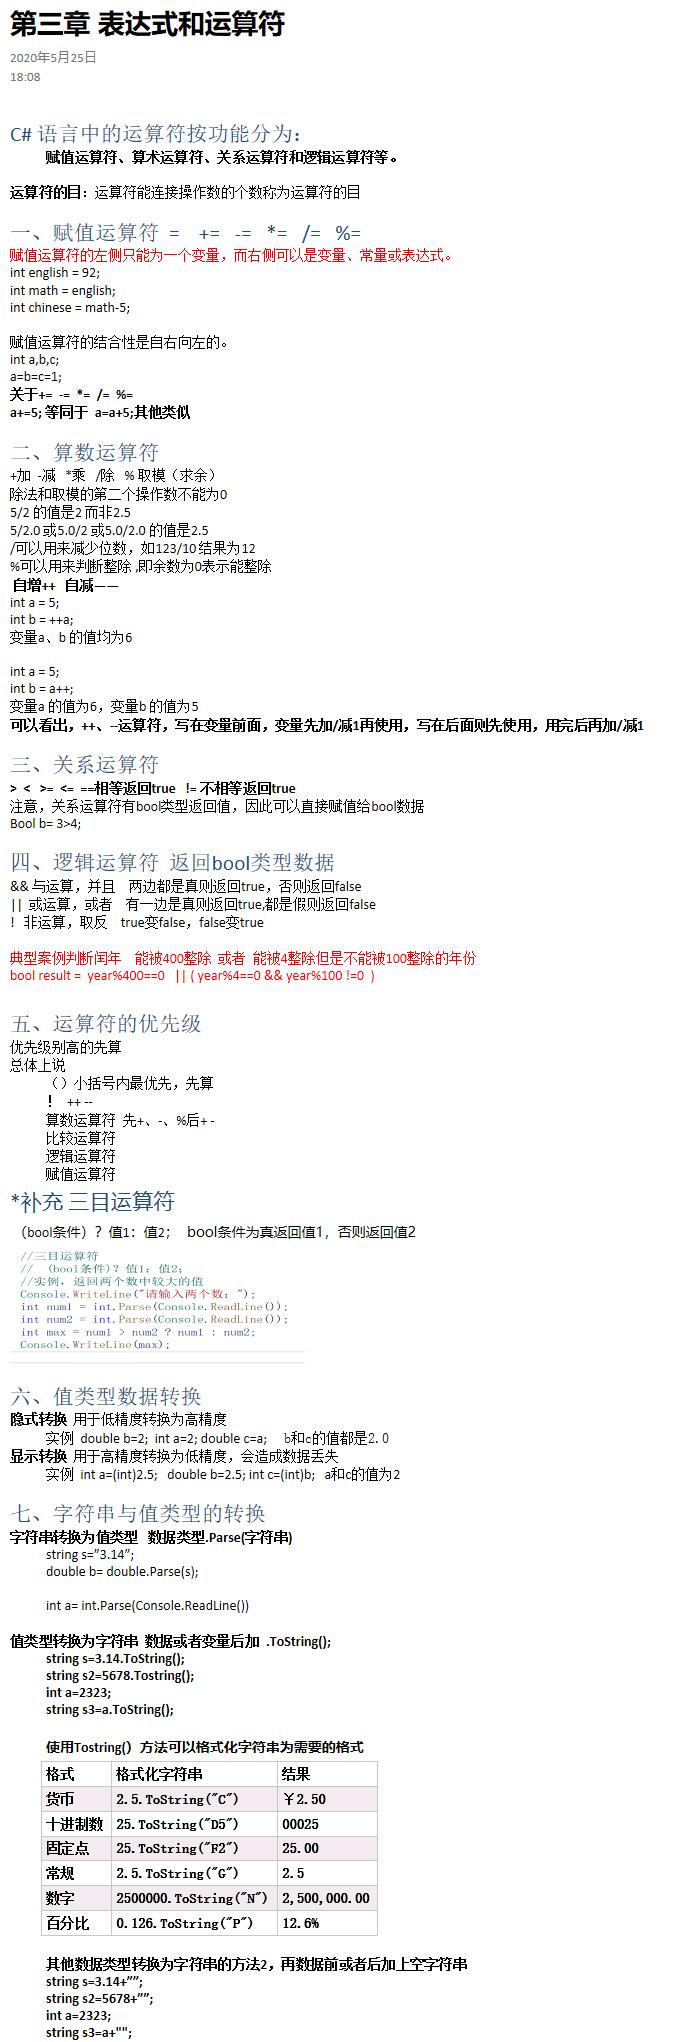 第三章 表达式和运算符
2020年5月25日
18:08
C# 语言中的运算符按功能分为：
赋值运算符、算术运算符、关系运算符和逻辑运算符等。
运算符的目：运算符能连接操作数的个数称为运算符的目
一、赋值运算符 = += -= *= /= %=
赋值运算符的左侧只能为一个变量，而右侧可以是变量、常量或表达式。
int english = 92;
int math = english;
int chinese = math-5;
赋值运算符的结合性是自右向左的。
int a,b,c;
a=b=c=1;
关于+= -= *= /= %=
a+=5; 等同于 a=a+5;其他类似
二、算数运算符
+加 -减 *乘 /除 % 取模（求余）
除法和取模的第二个操作数不能为0
5/2 的值是2 而非2.5
5/2.0 或5.0/2 或5.0/2.0 的值是2.5
/可以用来减少位数，如123/10 结果为12
%可以用来判断整除 ,即余数为0表示能整除
自增++ 自减——
int a = 5;
int b = ++a;
变量a、b 的值均为6
int a = 5;
int b = a++;
变量a 的值为6，变量b 的值为5
可以看出，++、--运算符，写在变量前面，变量先加/减1再使用，写在后面则先使用，用完后再加/减1
三、关系运算符
> < >= <= ==相等返回true != 不相等返回true
注意，关系运算符有bool类型返回值，因此可以直接赋值给bool数据
Bool b= 3>4;
四、逻辑运算符 返回bool类型数据
&& 与运算，并且 两边都是真则返回true，否则返回false
|| 或运算，或者 有一边是真则返回true,都是假则返回false
! 非运算，取反 true变false，false变true
典型案例判断闰年 能被400整除 或者 能被4整除但是不能被100整除的年份
bool result = year%400==0 || ( year%4==0 && year%100 !=0 )
五、运算符的优先级
优先级别高的先算
总体上说
（）小括号内最优先，先算
！ ++ --
算数运算符 先+、-、%后+ -
比较运算符
逻辑运算符
赋值运算符
*补充 三目运算符
（bool条件）？值1：值2； bool条件为真返回值1，否则返回值2
//三目运算符
// （bool条件)？值1；值2；
//实例，返回两个数中较大的值
Console.WriteLine("请输入两个数：");
int num1 = int.Parse(Console.ReadLine());
int num2 = int.Parse(Console.ReadLine());
int max = num1 > num2 ? num1 : num2;
Console.WriteLine(max);
六、值类型数据转换
隐式转换 用于低精度转换为高精度
实例 double b=2; int a=2; double c=a; b和c的值都是2.0
显示转换 用于高精度转换为低精度，会造成数据丢失
实例 int a=(int)2.5; double b=2.5; int c=(int)b; a和c的值为2
七、字符串与值类型的转换
字符串转换为值类型 数据类型.Parse(字符串)
string s=”3.14”;
double b= double.Parse(s);
int a= int.Parse(Console.ReadLine())
值类型转换为字符串 数据或者变量后加 .ToString();
string s=3.14.ToString();
string s2=5678.Tostring();
int a=2323;
string s3=a.ToString();
使用Tostring(）方法可以格式化字符串为需要的格式
格式 格式化字符串 结果
货币 2.5.ToString("C") ￥2.50
十进制数 25.ToString("D5") 00025
固定点 25.ToString("F2") 25.00
常规 2.5.ToString("G") 2.5
数字 2500000.ToString("N") 2,500,000.00
百分比 0.126.ToString("P") 12.6%
其他数据类型转换为字符串的方法2，再数据前或者后加上空字符串
string s=3.14+””;
string s2=5678+””;
int a=2323;
string s3=a+"";